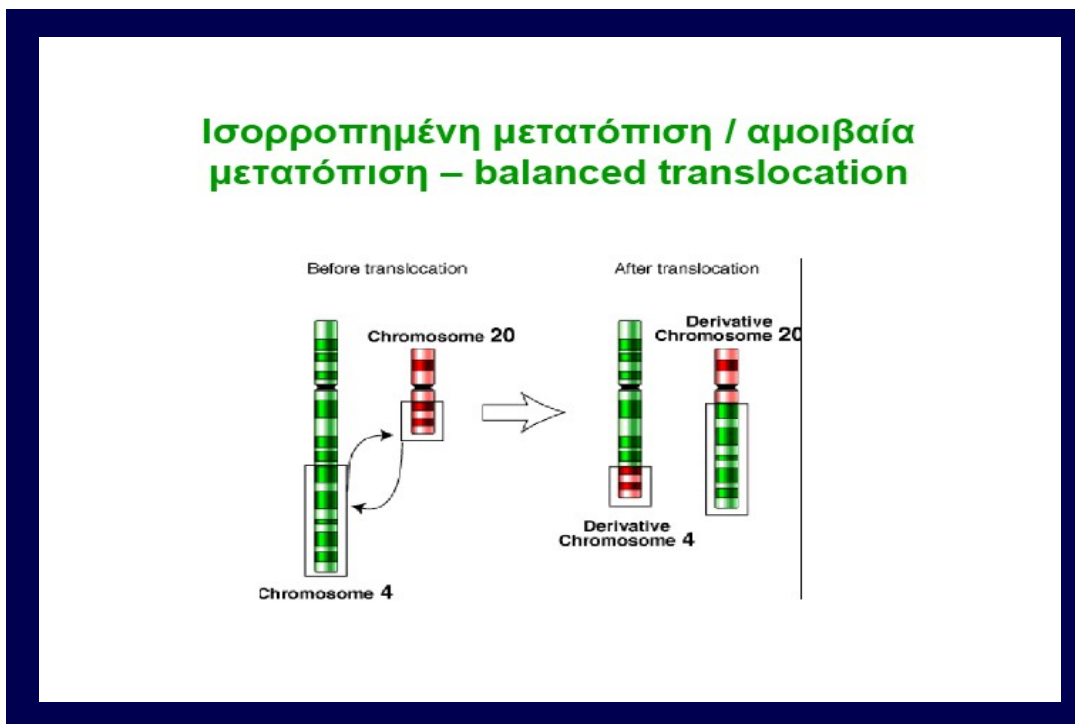 Ισορροπημένη μετατόπιση / αμοιβαία
μετατόπιση – balanced translocation
Before translocation
After translocation
Chromosome 20
Derivative
Chromosome 20
Derivative
Chromosome 4
Chromosome 4